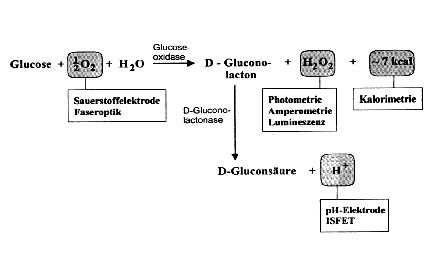 Glucose-
oxidase
Glucose + ½O₂ + H₂O D - Glucono- + H₂O₂ + ~7 kcal
lacton
Sauerstoffelektrode
Faseroptik
Photometrie
Amperometrie
Lumineszenz
Kalorimetrie
D-Glucono-
lactonase
D-Gluconsäure + H⁺
pH-Elektrode
ISFET